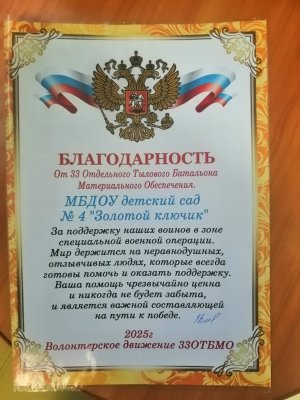 БЛАГОДАРНОСТЬ
От 33 Отдельного Тылового Батальона
Материального Обеспечения.
МБДОУ детский сад
№ 4 "Золотой ключик"
За поддержку наших воинов в зоне
специальной военной операции.
Мир держится на неравнодушных,
отзывчивых людях, которые всегда
готовы помочь и оказать поддержку.
Ваша помощь чрезвычайно ценна
и никогда не будет забыта,
и является важной составляющей
на пути к победе.
2025г
Волонтерское движение 33ОТБМО